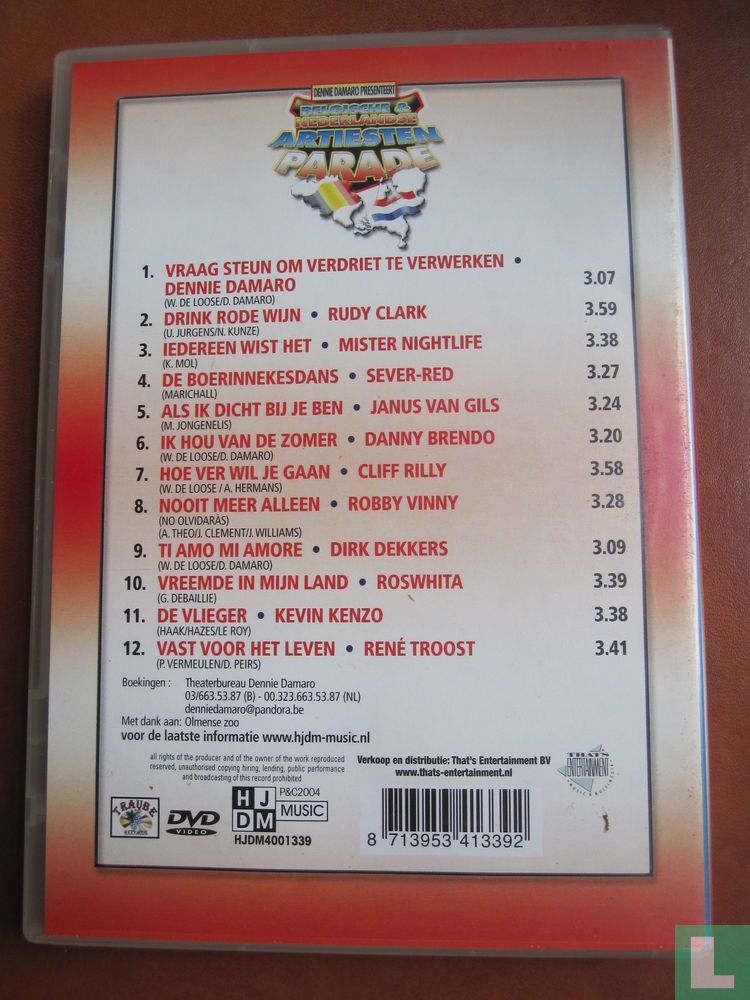 DENNIE DAMARO PRESENTEERT
BELGISCHE &
NEDERLANDSE
ARTIESTEN
PARADE
1. VRAAG STEUN OM VERDRIET TE VERWERKEN •
DENNIE DAMARO 3.07
(W. DE LOOSE/D. DAMARO)
2. DRINK RODE WIJN • RUDY CLARK 3.59
(U. JURGENS/N. KUNZE)
3. IEDEREEN WIST HET • MISTER NIGHTLIFE 3.38
(K. MOL)
4. DE BOERINNEKESDANS • SEVER-RED 3.27
(MARICHALL)
5. ALS IK DICHT BIJ JE BEN • JANUS VAN GILS 3.24
(M. JONGENELIS)
6. IK HOU VAN DE ZOMER • DANNY BRENDO 3.20
(W. DE LOOSE/D. DAMARO)
7. HOE VER WIL JE GAAN • CLIFF RILLY 3.58
(W. DE LOOSE / A. HERMANS)
8. NOOIT MEER ALLEEN • ROBBY VINNY 3.28
(NO OLVIDARÀS)
(A. THEO/J. CLEMENT/J. WILLIAMS)
9. TI AMO MI AMORE • DIRK DEKKERS 3.09
(W. DE LOOSE/D. DAMARO)
10. VREEMDE IN MIJN LAND • ROSWHITA 3.39
(G. DEBAILLIE)
11. DE VLIEGER • KEVIN KENZO 3.38
(HAAK/HAZES/LE ROY)
12. VAST VOOR HET LEVEN • RENÉ TROOST 3.41
(P. VERMEULEN/D. PEIRS)
Boekingen : Theaterbureau Dennie Damaro
03/663.53.87 (B) - 00.323.663.53.87 (NL)
denniedamaro@pandora.be
Met dank aan: Olmense zoo
voor de laatste informatie www.hjdm-music.nl
all rights of the producer and of the owner of the work reproduced
reserved, unauthorised copying hiring, lending, public performance
and broadcasting of this record prohibited
Verkoop en distributie: That's Entertainment BV
www.thats-entertainment.nl
THATS
ENTERTAINMENT
TRAUBE
RECORDS
DVD
VIDEO
HJ
DM
P&C2004
MUSIC
HJDM4001339
8 713953 413392
L